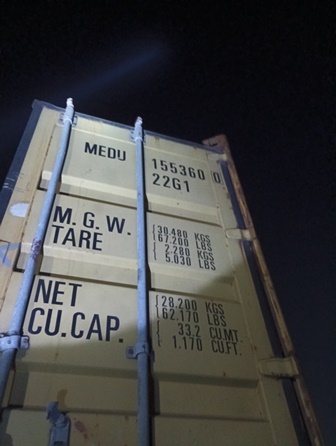 MEDU 155360 0
22G1
M.G.W. 30.480 KGS
67.200 LBS
TARE 2.280 KGS
5.030 LBS
NET 28.200 KGS
62.170 LBS
CU.CAP. 33.2 CU.MT.
1.170 CU.FT.